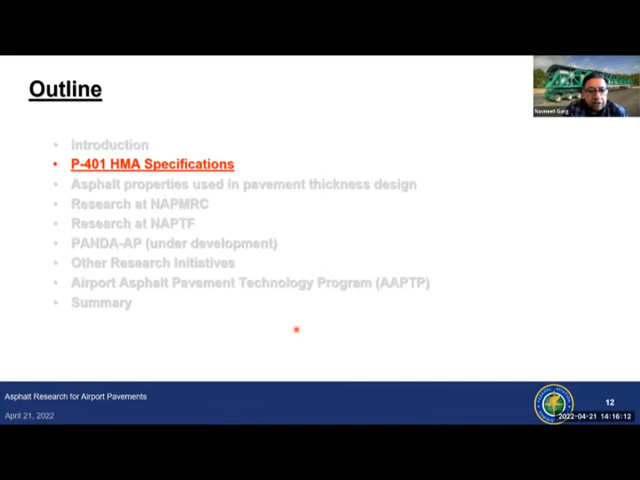 Outline
Navneet Garg
• Introduction
• P-401 HMA Specifications
• Asphalt properties used in pavement thickness design
• Research at NAPMRC
• Research at NAPTF
• PANDA-AP (under development)
• Other Research Initiatives
• Airport Asphalt Pavement Technology Program (AAPTP)
• Summary
Asphalt Research for Airport Pavements
12
April 21, 2022
2022-04-21 14:16:12